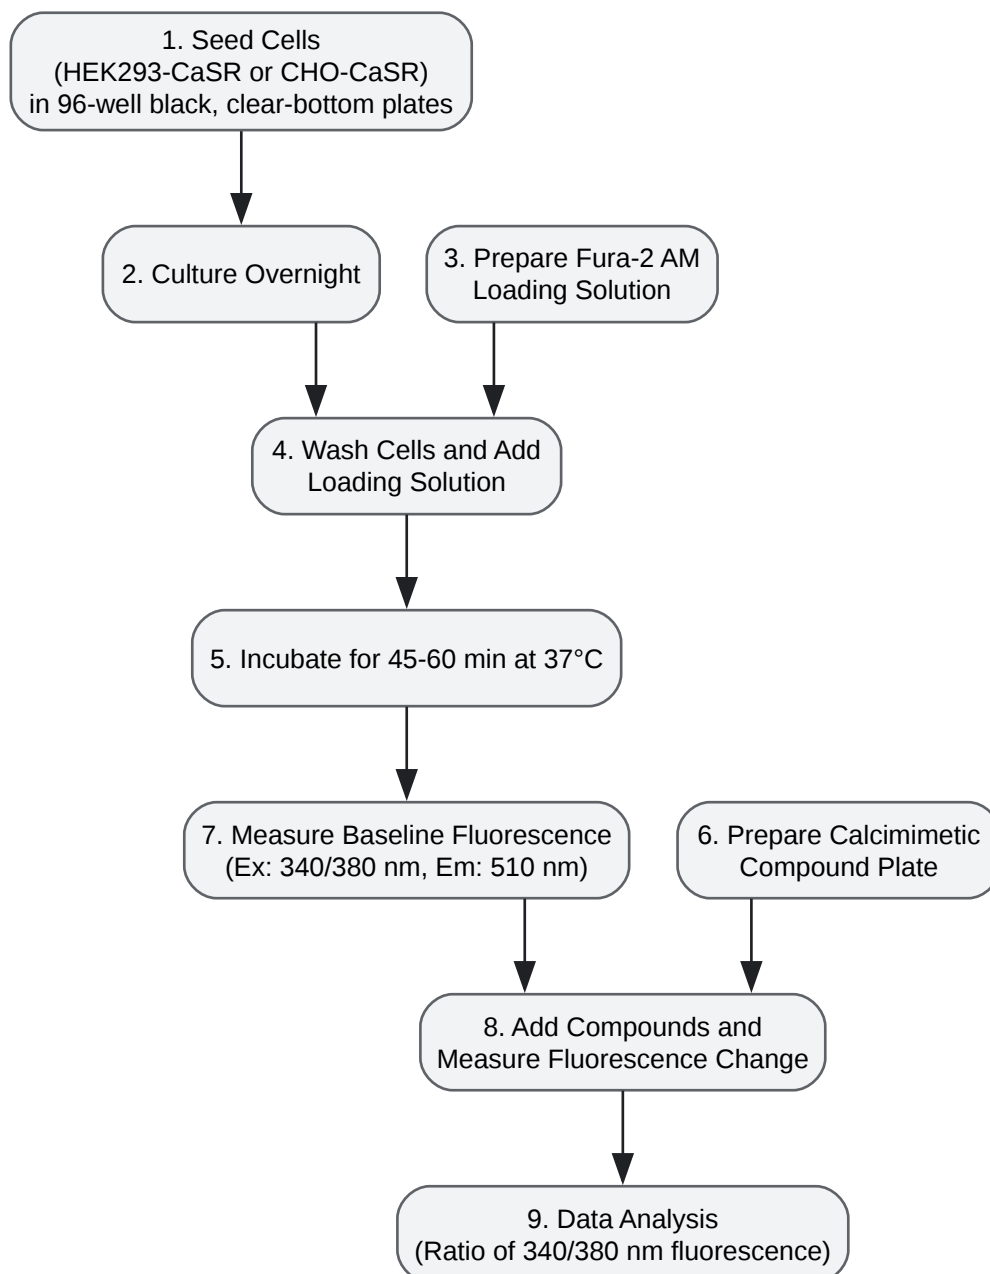 1. Seed Cells
(HEK293-CaSR or CHO-CaSR)
in 96-well black, clear-bottom plates
2. Culture Overnight
3. Prepare Fura-2 AM
Loading Solution
4. Wash Cells and Add
Loading Solution
5. Incubate for 45-60 min at 37°C
7. Measure Baseline Fluorescence
(Ex: 340/380 nm, Em: 510 nm)
6. Prepare Calcimimetic
Compound Plate
8. Add Compounds and
Measure Fluorescence Change
9. Data Analysis
(Ratio of 340/380 nm fluorescence)